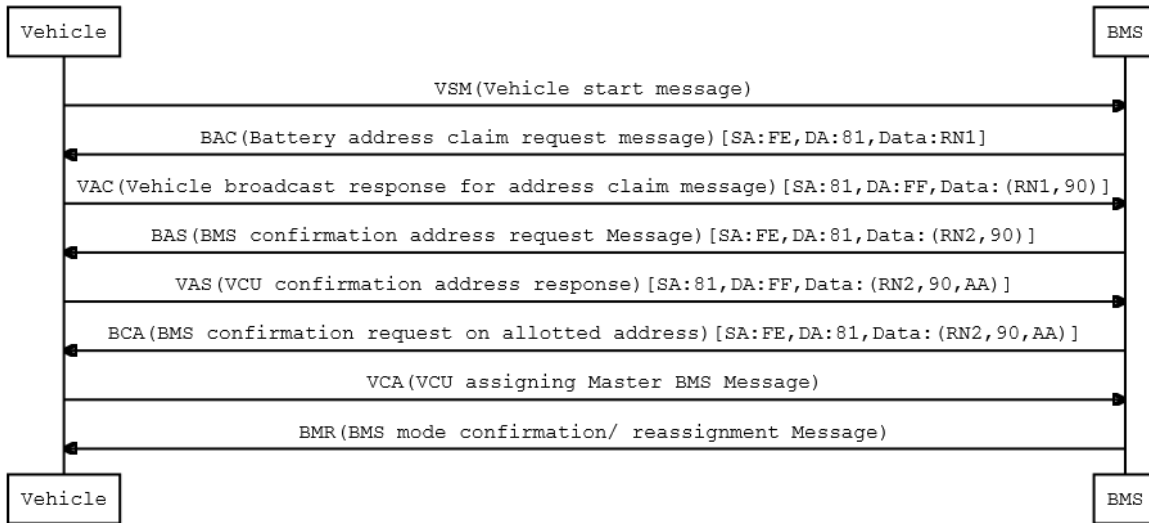 Vehicle
BMS
VSM(Vehicle start message)
BAC(Battery address claim request message)[SA:FE,DA:81,Data:RN1]
VAC(Vehicle broadcast response for address claim message)[SA:81,DA:FF,Data:(RN1,90)]
BAS(BMS confirmation address request Message)[SA:FE,DA:81,Data:(RN2,90)]
VAS(VCU confirmation address response)[SA:81,DA:FF,Data:(RN2,90,AA)]
BCA(BMS confirmation request on allotted address)[SA:FE,DA:81,Data:(RN2,90,AA)]
VCA(VCU assigning Master BMS Message)
BMR(BMS mode confirmation/ reassignment Message)
Vehicle
BMS